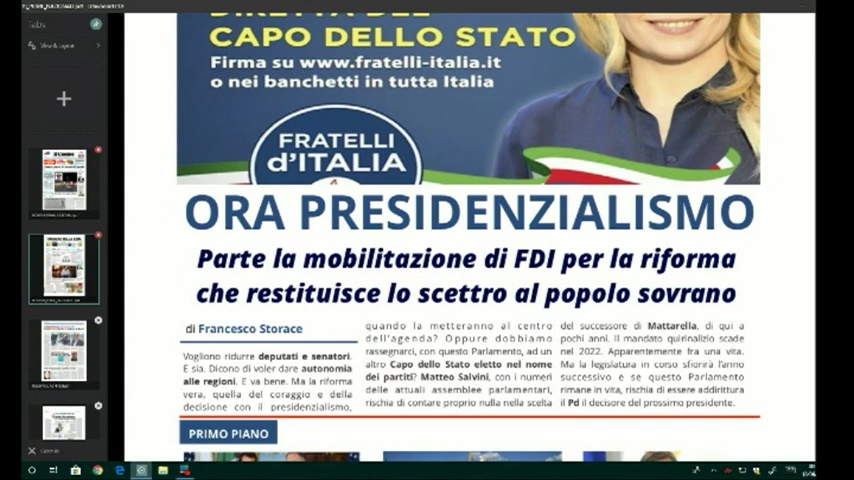 Tabs
View & Layout
DIRETTA DEL
CAPO DELLO STATO
Firma su www.fratelli-italia.it
o nei banchetti in tutta Italia
FRATELLI
d'ITALIA
ORA PRESIDENZIALISMO
Parte la mobilitazione di FDI per la riforma
che restituisce lo scettro al popolo sovrano
di Francesco Storace
Vogliono ridurre deputati e senatori.
E sia. Dicono di voler dare autonomia
alle regioni. E va bene. Ma la riforma
vera, quella del coraggio e della
decisione con il presidenzialismo,
quando la metteranno al centro
dell'agenda? Oppure dobbiamo
rassegnarci, con questo Parlamento, ad un
altro Capo dello Stato eletto nel nome
dei partiti? Matteo Salvini, con i numeri
delle attuali assemblee parlamentari,
rischia di contare proprio nulla nella scelta
del successore di Mattarella, di qui a
pochi anni. Il mandato quirinalizio scade
nel 2022. Apparentemente fra una vita.
Ma la legislatura in corso sfiorirà l'anno
successivo e se questo Parlamento
rimane in vita, rischia di essere addirittura
il Pd il decisore del prossimo presidente.
PRIMO PIANO